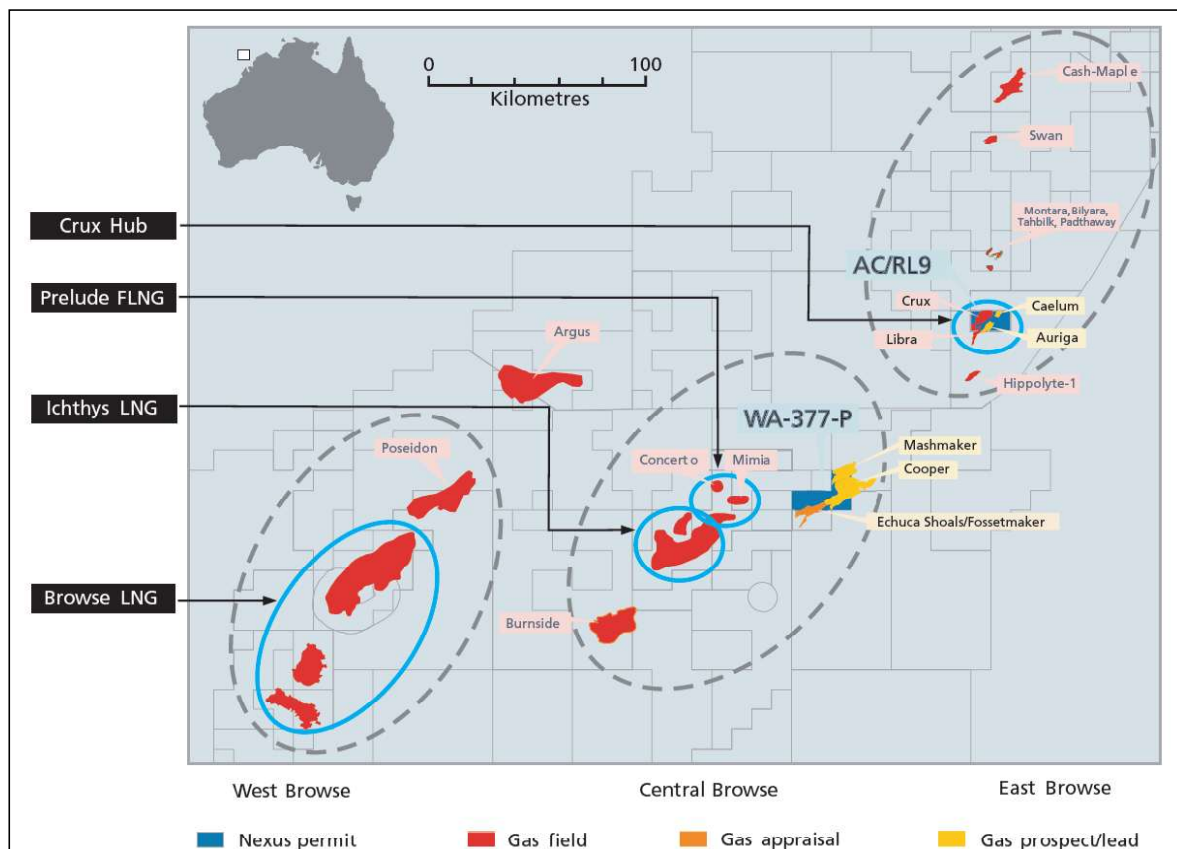 0
100
Kilometres
Cash-Maple
Swan
Montara, Bilyara,
Tahbilk, Padthaway
AC/RL9
Crux
Caelum
Libra
Auriga
Hippolyte-1
Crux Hub
Prelude FLNG
Ichthys LNG
Browse LNG
Argus
Poseidon
WA-377-P
Concerto
Mimia
Mashmaker
Cooper
Echuca Shoals/Fossetmaker
Burnside
West Browse
Central Browse
East Browse
Nexus permit
Gas field
Gas appraisal
Gas prospect/lead